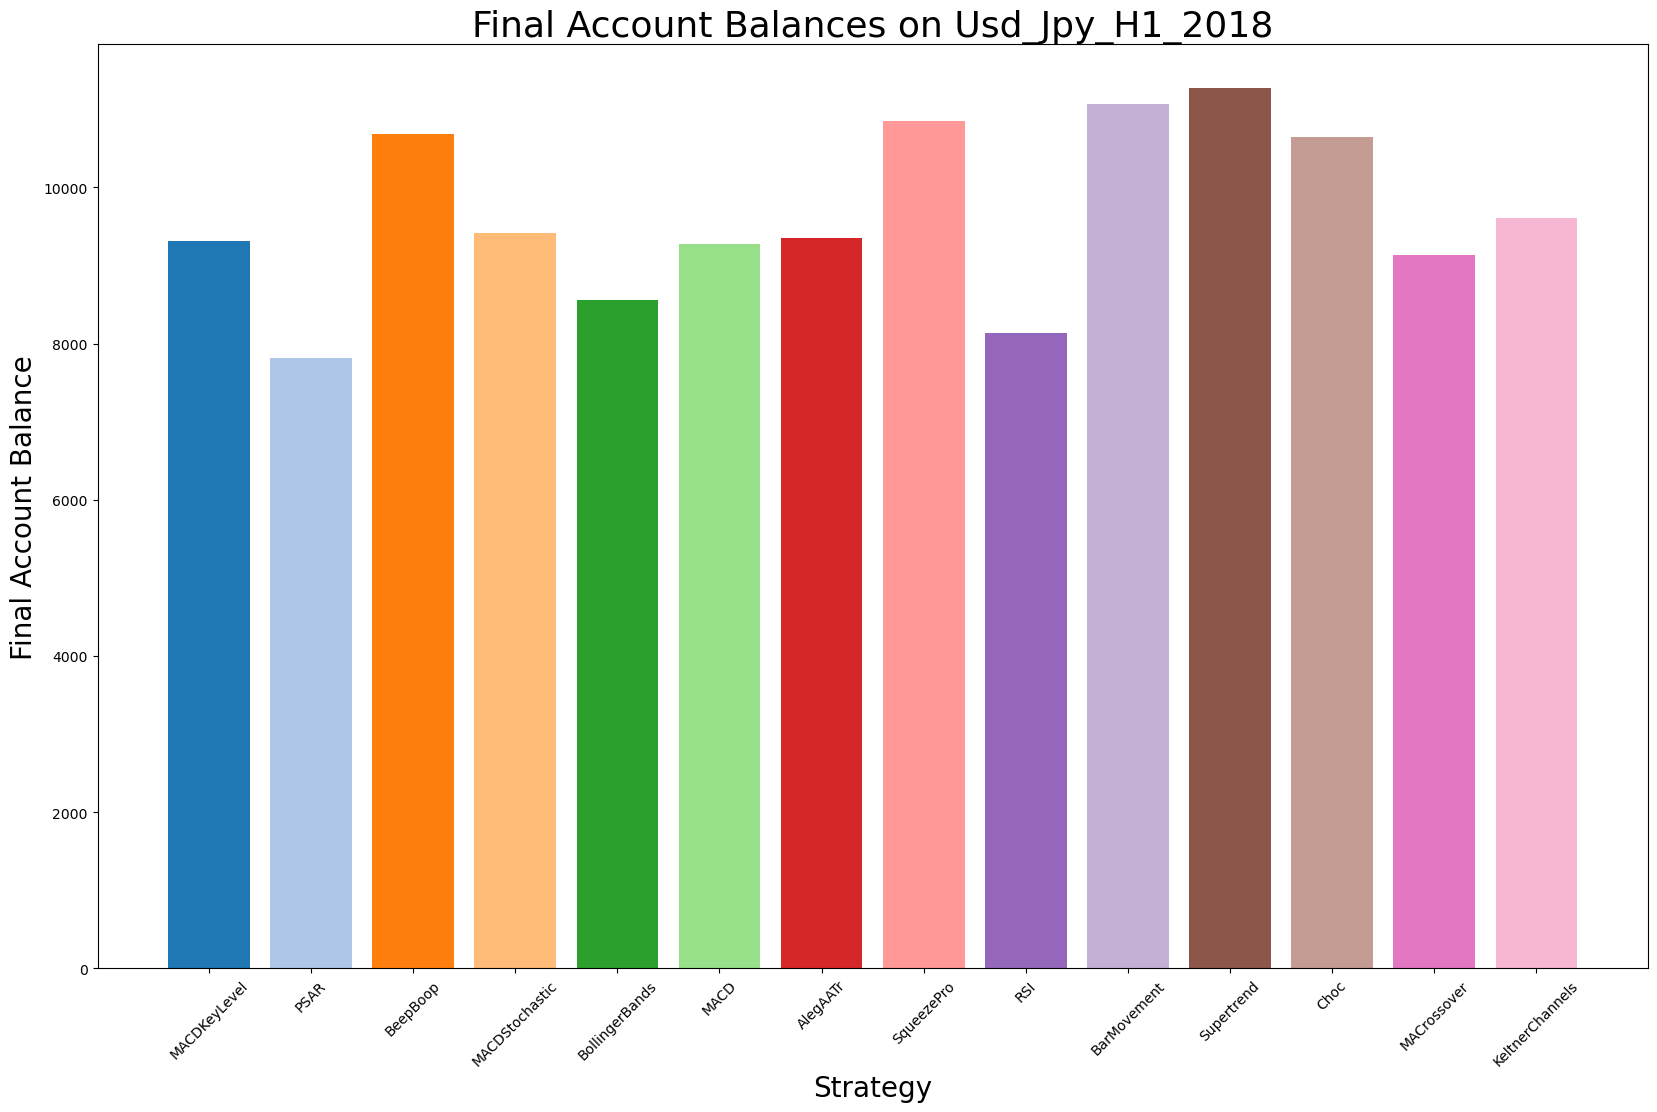 Final Account Balances on Usd_Jpy_H1_2018
Final Account Balance
10000
8000
6000
4000
2000
0
MACDKeyLevel
PSAR
BeepBoop
MACDStochastic
BollingerBands
MACD
AlegAATr
SqueezePro
RSI
BarMovement
Supertrend
Choc
MACrossover
KeltnerChannels
Strategy